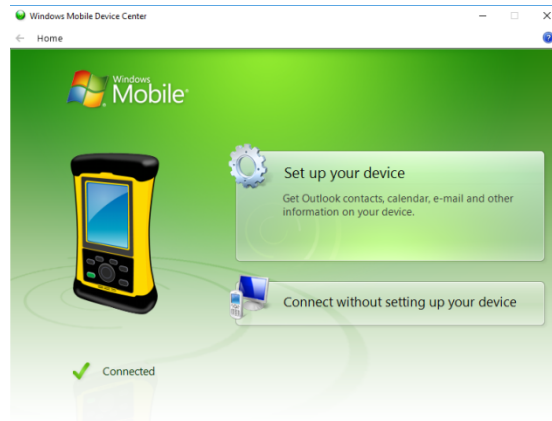 Windows Mobile Device Center
Home
Windows
Mobile
Set up your device
Get Outlook contacts, calendar, e-mail and other
information on your device.
Connect without setting up your device
Connected